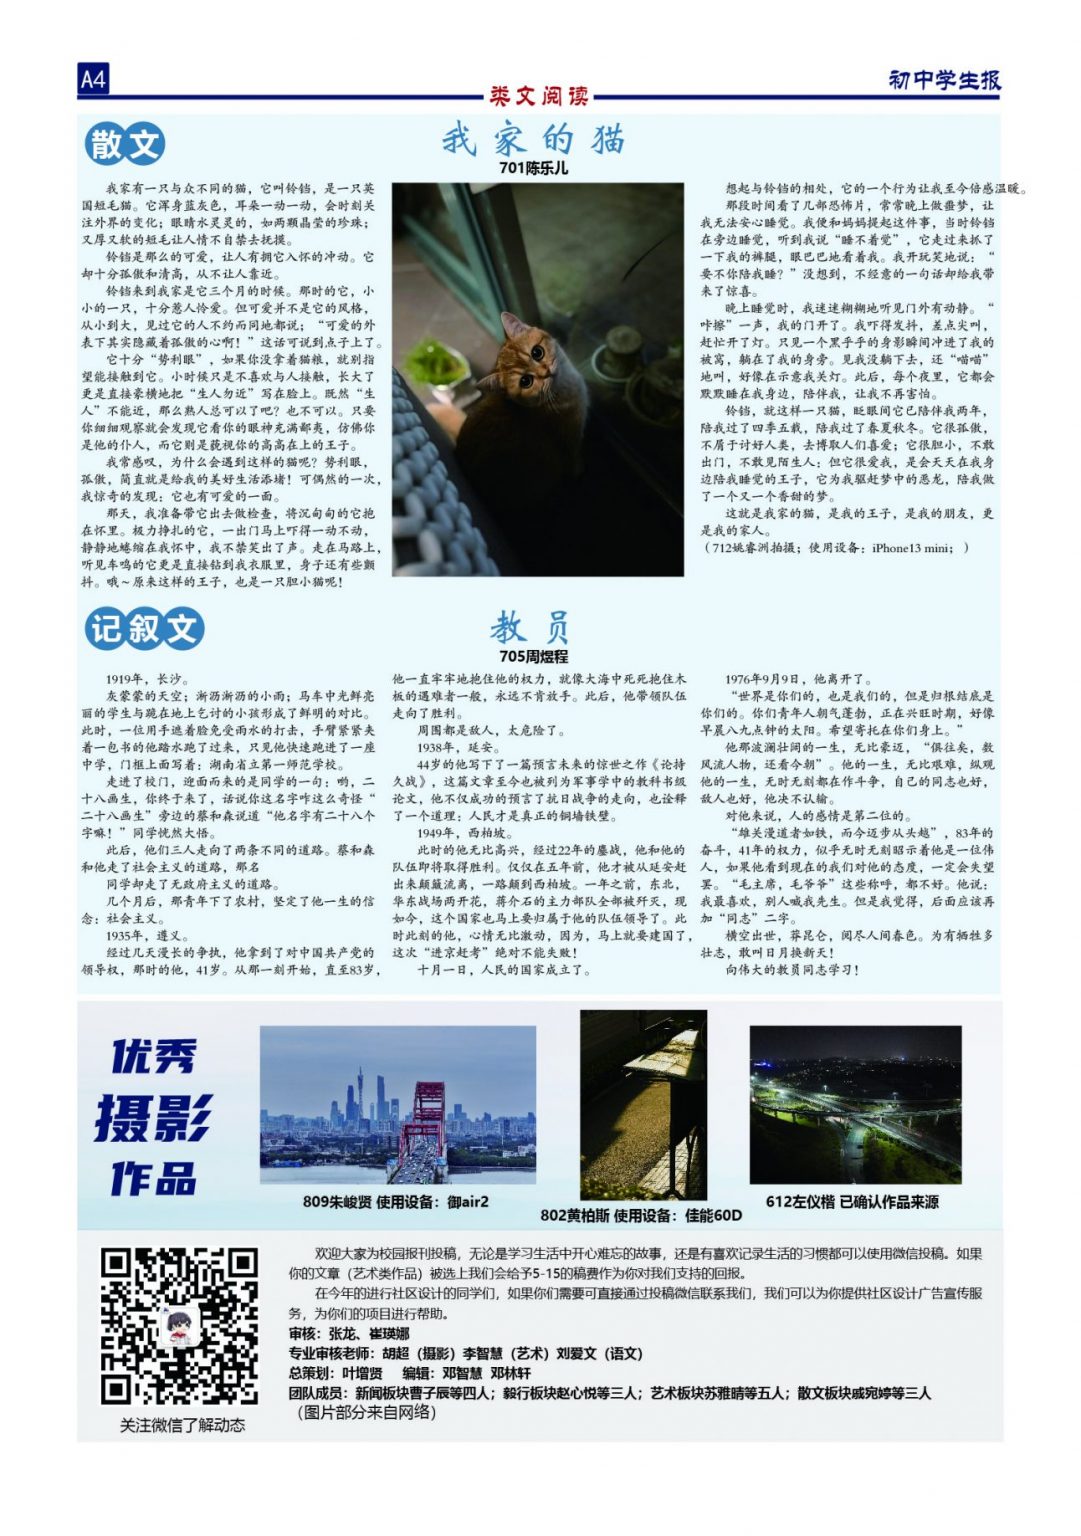 A4
初中学生报
类文阅读
散文
我家的猫
701陈乐儿
我家有一只与众不同的猫，它叫铃铛，是一只英
国短毛猫。它浑身蓝灰色，耳朵一动一动，会时刻关
注外界的变化；眼睛水灵灵的，如两颗晶莹的珍珠；
又厚又软的短毛让人情不自禁去抚摸。
铃铛是那么的可爱，让人有拥它入怀的冲动。它
却十分孤傲和清高，从不让人靠近。
铃铛来到我家是它三个月的时候。那时的它，小
小的一只，十分惹人怜爱。但可爱并不是它的风格，
从小到大，见过它的人不约而同地都说；“可爱的外
表下其实隐藏着孤傲的心啊！”这话可说到点子上了。
它十分“势利眼”，如果你没拿着猫粮，就别指
望能接触到它。小时候只是不喜欢与人接触，长大了
更是直接豪横地把“生人勿近”写在脸上。既然“生
人”不能近，那么熟人总可以了吧？也不可以。只要
你细细观察就会发现它看你的眼神充满鄙夷，仿佛你
是他的仆人，而它则是藐视你的高高在上的王子。
我常感叹，为什么会遇到这样的猫呢？势利眼，
孤傲，简直就是给我的美好生活添堵！可偶然的一次，
我惊奇的发现：它也有可爱的一面。
那天，我准备带它出去做检查，将沉甸甸的它抱
在怀里。极力挣扎的它，一出门马上吓得一动不动，
静静地蜷缩在我怀中，我不禁笑出了声。走在马路上，
听见车鸣的它更是直接钻到我衣服里，身子还有些颤
抖。哦～原来这样的王子，也是一只胆小猫呢！
想起与铃铛的相处，它的一个行为让我至今倍感温暖。
那段时间看了几部恐怖片，常常晚上做噩梦，让
我无法安心睡觉。我便和妈妈提起这件事，当时铃铛
在旁边睡觉，听到我说“睡不着觉”，它走过来抓了
一下我的裤腿，眼巴巴地看着我。我开玩笑地说：“
要不你陪我睡？”没想到，不经意的一句话却给我带
来了惊喜。
晚上睡觉时，我迷迷糊糊地听见门外有动静。“
咔擦”一声，我的门开了。我吓得发抖，差点尖叫，
赶忙开了灯。只见一个黑乎乎的身影瞬间冲进了我的
被窝，躺在了我的身旁。见我没躺下去，还“喵喵”
地叫，好像在示意我关灯。此后，每个夜里，它都会
默默睡在我身边，陪伴我，让我不再害怕。
铃铛，就这样一只猫，眨眼间它已陪伴我两年，
陪我过了四季五载，陪我过了春夏秋冬。它很孤傲，
不屑于讨好人类，去博取人们喜爱；它很胆小，不敢
出门，不敢见陌生人：但它很爱我，是会天天在我身
边陪我睡觉的王子，它为我驱赶梦中的恶龙，陪我做
了一个又一个香甜的梦。
这就是我家的猫，是我的王子，是我的朋友，更
是我的家人。
（712姚睿洲拍摄；使用设备：iPhone13 mini；）
记叙文
教员
705周煜程
1919年，长沙。
灰蒙蒙的天空；淅沥淅沥的小雨；马车中光鲜亮
丽的学生与跪在地上乞讨的小孩形成了鲜明的对比。
此时，一位用手遮着脸免受雨水的打击，手臂紧紧夹
着一包书的他踏水跑了过来，只见他快速跑进了一座
中学，门框上面写着：湖南省立第一师范学校。
走进了校门，迎面而来的是同学的一句：哟，二
十八画生，你终于来了，话说你这名字咋这么奇怪“
二十八画生”旁边的蔡和森说道“他名字有二十八个
字嘛！”同学恍然大悟。
此后，他们三人走向了两条不同的道路。蔡和森
和他走了社会主义的道路，那名
同学却走了无政府主义的道路。
几个月后，那青年下了农村，坚定了他一生的信
念：社会主义。
1935年，遵义。
经过几天漫长的争执，他拿到了对中国共产党的
领导权，那时的他，41岁。从那一刻开始，直至83岁，
他一直牢牢地抱住他的权力，就像大海中死死抱住木
板的遇难者一般，永远不肯放手。此后，他带领队伍
走向了胜利。
周围都是敌人，太危险了。
1938年，延安。
44岁的他写下了一篇预言未来的惊世之作《论持
久战》，这篇文章至今也被列为军事学中的教科书级
论文，他不仅成功的预言了抗日战争的走向，也诠释
了一个道理：人民才是真正的铜墙铁壁。
1949年，西柏坡。
此时的他无比高兴，经过22年的鏖战，他和他的
队伍即将取得胜利。仅仅在五年前，他才被从延安赶
出来颠簸流离，一路颠到西柏坡。一年之前，东北，
华东战场两开花，蒋介石的主力部队全部被歼灭，现
如今，这个国家也马上要归属于他的队伍领导了。此
时此刻的他，心情无比激动，因为，马上就要建国了，
这次“进京赶考”绝对不能失败！
十月一日，人民的国家成立了。
1976年9月9日，他离开了。
“世界是你们的，也是我们的，但是归根结底是
你们的。你们青年人朝气蓬勃，正在兴旺时期，好像
早晨八九点钟的太阳。希望寄托在你们身上。”
他那波澜壮阔的一生，无比豪迈，“俱往矣，数
风流人物，还看今朝”。他的一生，无比艰难，纵观
他的一生，无时无刻都在作斗争，自己的同志也好，
敌人也好，他决不认输。
对他来说，人的感情是第二位的。
“雄关漫道真如铁，而今迈步从头越”，83年的
奋斗，41年的权力，似乎无时无刻昭示着他是一位伟
人，如果他看到现在的我们对他的态度，一定会失望
罢。“毛主席，毛爷爷”这些称呼，都不好。他说：
我最喜欢，别人喊我先生。但是我觉得，后面应该再
加“同志”二字。
横空出世，莽昆仑，阅尽人间春色。为有牺牲多
壮志，敢叫日月换新天！
向伟大的教员同志学习！
优秀
摄影
作品
809朱峻贤 使用设备：御air2
802黄柏斯 使用设备：佳能60D
612左仪楷 已确认作品来源
欢迎大家为校园报刊投稿，无论是学习生活中开心难忘的故事，还是有喜欢记录生活的习惯都可以使用微信投稿。如果
你的文章（艺术类作品）被选上我们会给予5-15的稿费作为你对我们支持的回报。
在今年的进行社区设计的同学们，如果你们需要可直接通过投稿微信联系我们，我们可以为你提供社区设计广告宣传服
务，为你们的项目进行帮助。
审核：张龙、崔瑛娜
专业审核老师：胡超（摄影）李智慧（艺术）刘爱文（语文）
总策划：叶增贤 编辑：邓智慧 邓林轩
团队成员：新闻板块曹子辰等四人；毅行板块赵心悦等三人；艺术板块苏雅晴等五人；散文板块戚宛婷等三人
（图片部分来自网络）
关注微信了解动态